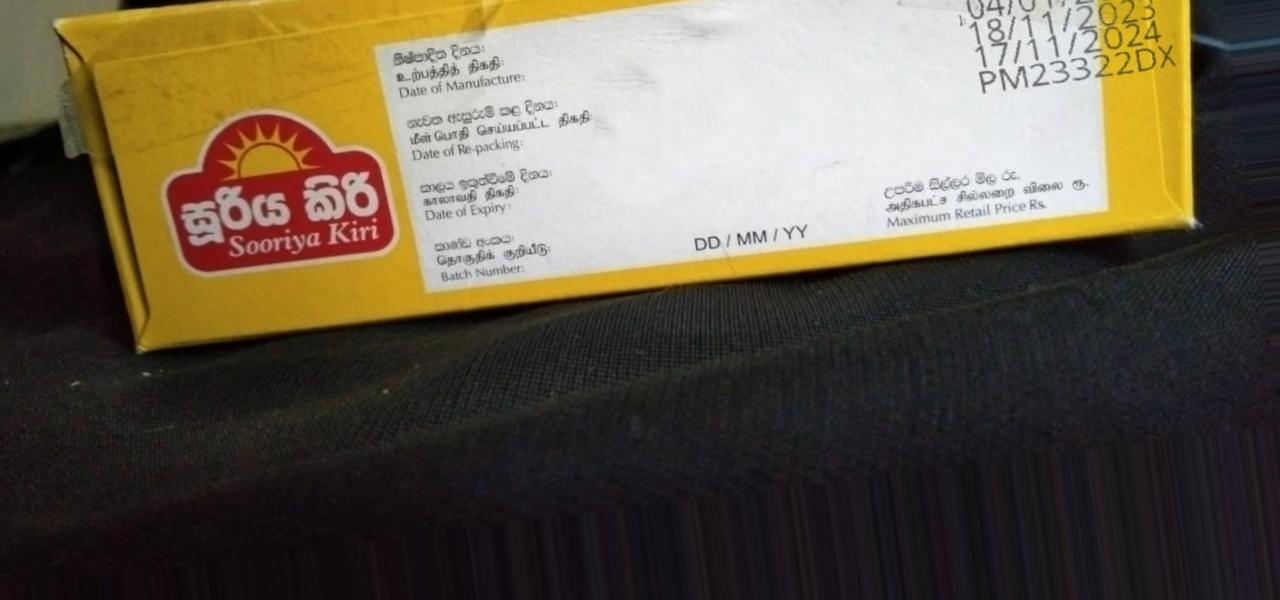 සූරිය කිරි
Sooriya Kiri
නිෂ්පාදිත දිනය:
உற்பத்தித் திகதி:
Date of Manufacture:
නැවත ඇසුරුම් කළ දිනය:
மீள் பொதி செய்யப்பட்ட திகதி:
Date of Re-packing:
කාලය ඉකුත්වීමේ දිනය:
காலாவதி திகதி:
Date of Expiry:
කාණ්ඩ අංකය:
தொகுதிக் குறியீடு:
Batch Number:
DD / MM / YY
18/11/2023
17/11/2024
PM23322DX
උපරිම සිල්ලර මිල රු.
அதிகபட்ச சில்லறை விலை ரூ.
Maximum Retail Price Rs.